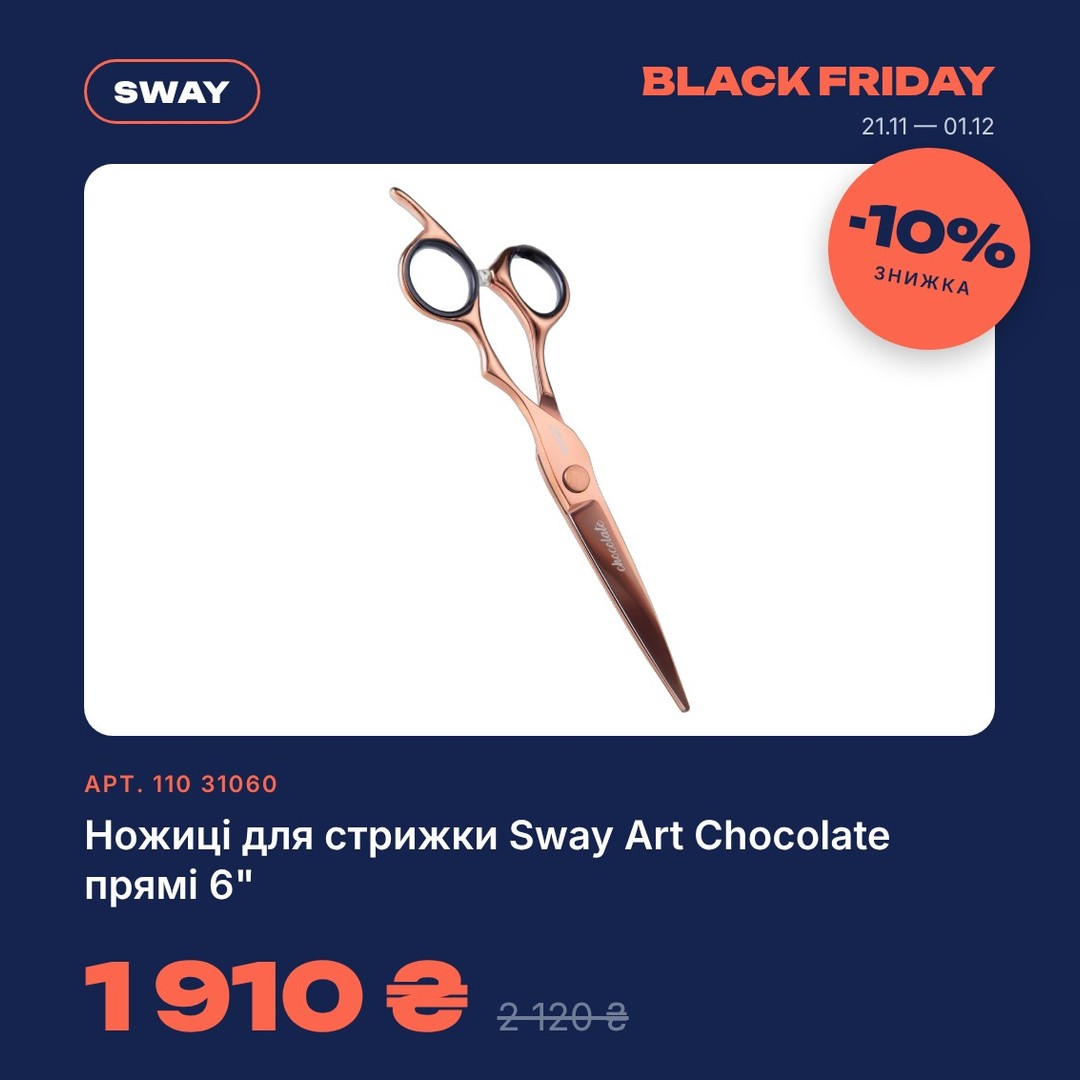 SWAY
BLACK FRIDAY
21.11 — 01.12
-10%
ЗНИЖКА
chocolate
АРТ. 110 31060
Ножиці для стрижки Sway Art Chocolate
прямі 6"
1 910 ₴ 2 120 ₴